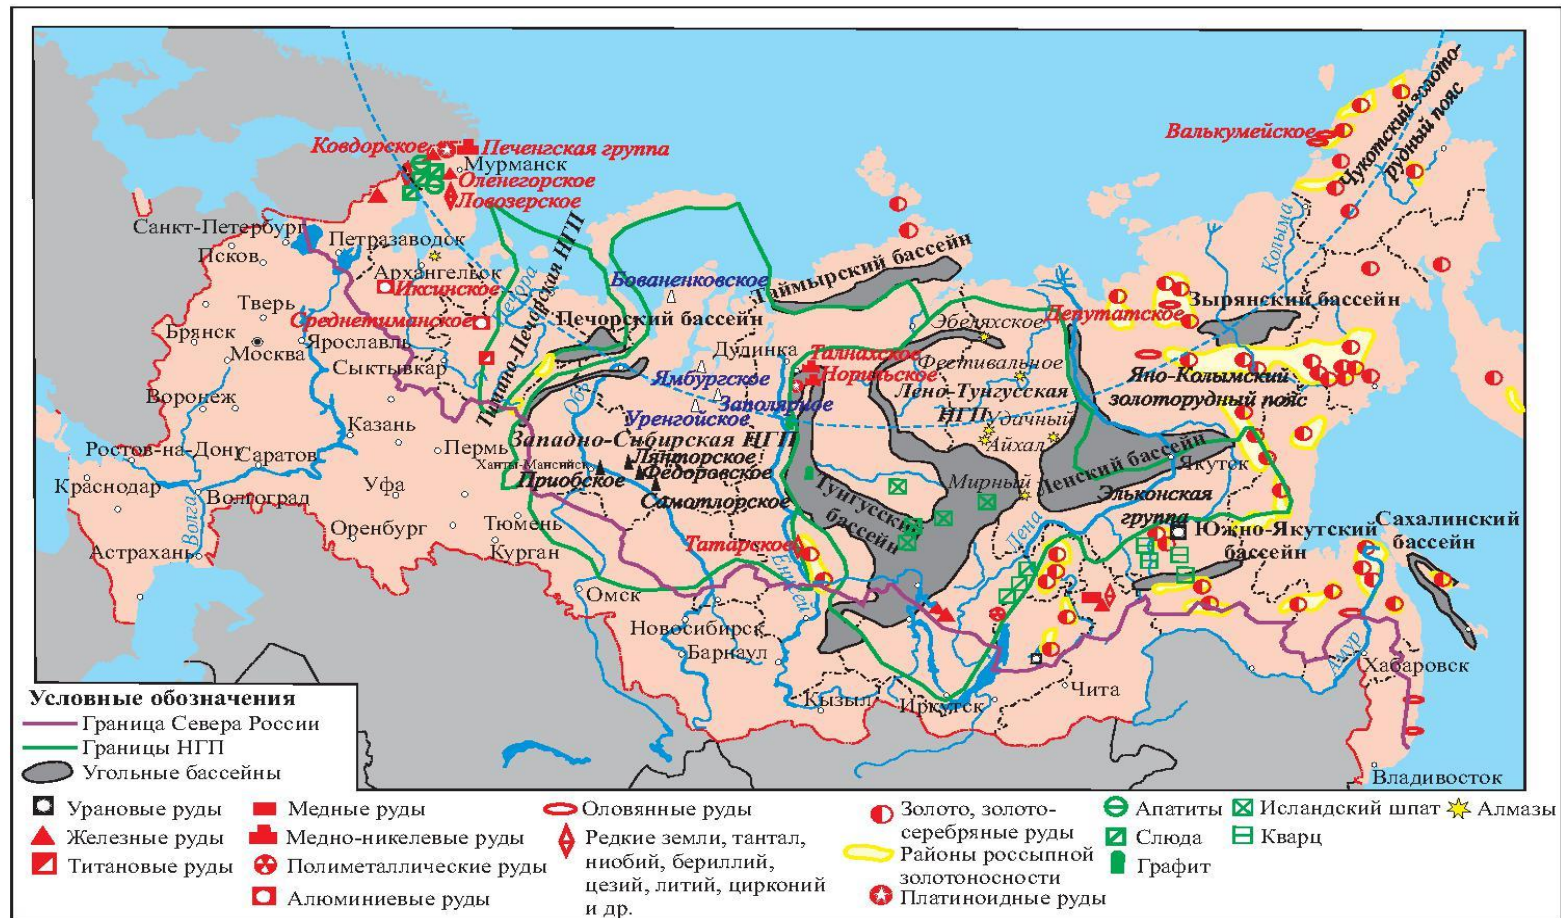 Ковдорское
Печенгская группа
Мурманск
Оленегорское
Ловозерское
Валькумейское
Чукотский золото-
рудный пояс
Санкт-Петербург
Псков
Петразаводск
Архангельск
Иксинское
Тверь
Среднетиманское
Брянск
Москва
Ярославль
Сыктывкар
Печора
Тимано-Печорская НГП
Бованенковское
Печорский бассейн
Таймырский бассейн
Колыма
Зырянский бассейн
Депутатское
Эбеляхское
Дудинка
Талнахское
Фестивальное
Норильское
Ямбургское
Заполярное
Уренгойское
Лено-Тунгусская
НГП
Удачный
Айхал
Яно-Колымский
золоторудный пояс
Воронеж
Казань
Обь
Ростов-на-Дону
Саратов
Пермь
Западно-Сибирская НГП
Ханты-Мансийск
Лянторское
Приобское
Фёдоровское
Самотлорское
Краснодар
Волгоград
Уфа
Волга
Тунгусский
бассейн
Мирный
Ленский бассейн
Якутск
Эльконская
группа
Южно-Якутский
бассейн
Сахалинский
бассейн
Оренбург
Тюмень
Курган
Астрахань
Татарское
Енисей
Лена
Омск
Новосибирск
Барнаул
Кызыл
Иркутск
Чита
Амур
Хабаровск
Владивосток
Условные обозначения
Граница Севера России
Границы НГП
Угольные бассейны
Урановые руды
Железные руды
Титановые руды
Медные руды
Медно-никелевые руды
Полиметаллические руды
Алюминиевые руды
Оловянные руды
Редкие земли, тантал,
ниобий, бериллий,
цезий, литий, цирконий
и др.
Золото, золото-
серебряные руды
Районы россыпной
золотоносности
Платиноидные руды
Апатиты
Слюда
Графит
Исландский шпат
Кварц
Алмазы